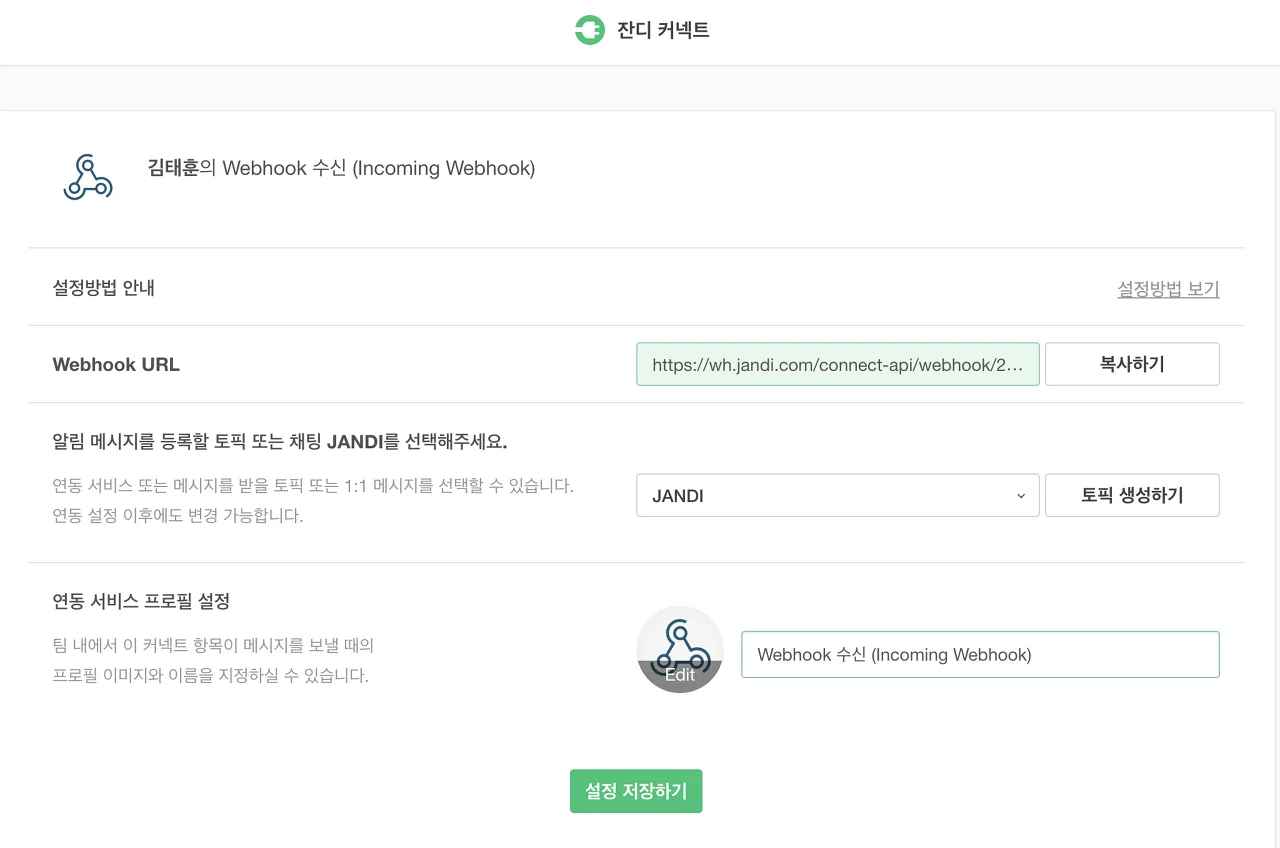 잔디 커넥트
김태훈의 Webhook 수신 (Incoming Webhook)
설정방법 안내
설정방법 보기
Webhook URL
https://wh.jandi.com/connect-api/webhook/2...
복사하기
알림 메시지를 등록할 토픽 또는 채팅 JANDI를 선택해주세요.
연동 서비스 또는 메시지를 받을 토픽 또는 1:1 메시지를 선택할 수 있습니다.
연동 설정 이후에도 변경 가능합니다.
JANDI
토픽 생성하기
연동 서비스 프로필 설정
팀 내에서 이 커넥트 항목이 메시지를 보낼 때의
프로필 이미지와 이름을 지정하실 수 있습니다.
Edit
Webhook 수신 (Incoming Webhook)
설정 저장하기